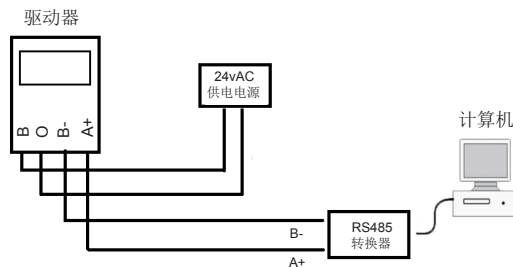 驱动器
24vAC
供电电源
B O B- A+
计算机
B-
A+
RS485
转换器